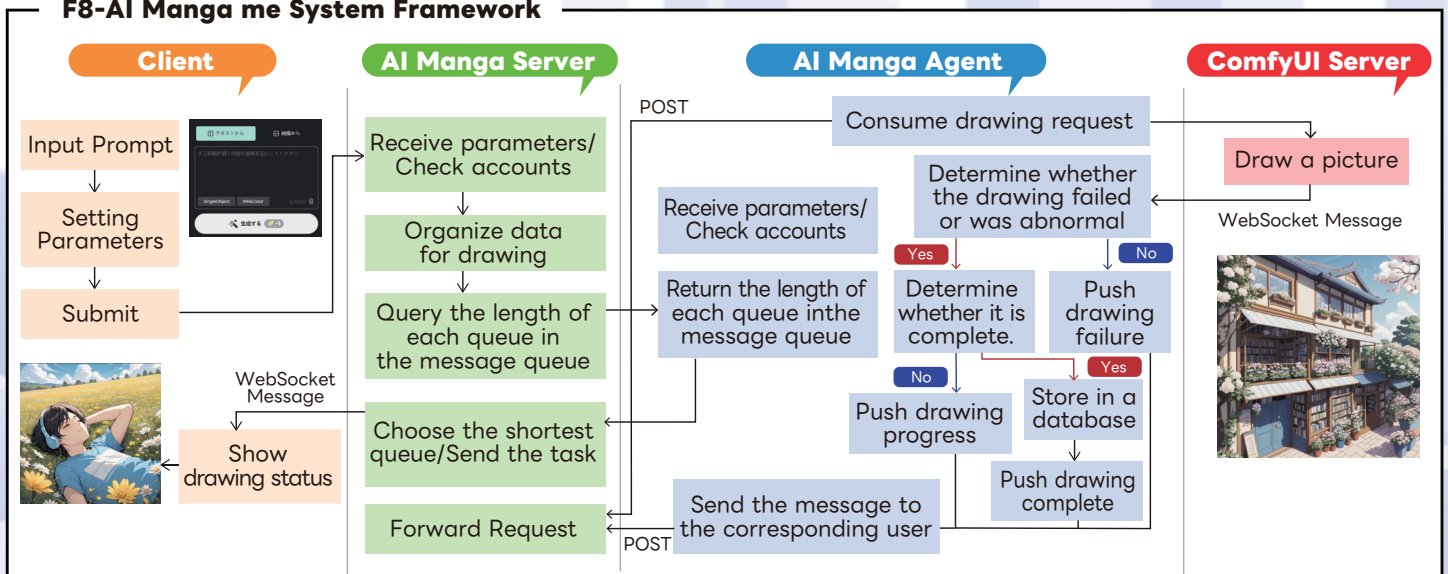 F8-AI Manga me System Framework
Client
AI Manga Server
AI Manga Agent
ComfyUI Server
Input Prompt
Setting
Parameters
Submit
テキストから
画像から
SingleObject
生成する
WebSocket
Message
Show
drawing status
Receive parameters/
Check accounts
Organize data
for drawing
Query the length of
each queue in
the message queue
Choose the shortest
queue/Send the task
Forward Request
POST
Consume drawing request
Receive parameters/
Check accounts
Return the length of
each queue inthe
message queue
Determine whether
the drawing failed
or was abnormal
Yes
No
Determine
whether it is
complete.
Push
drawing
failure
No
Yes
Push drawing
progress
Store in a
database
Push drawing
complete
Send the message to
the corresponding user
POST
Draw a picture
WebSocket Message